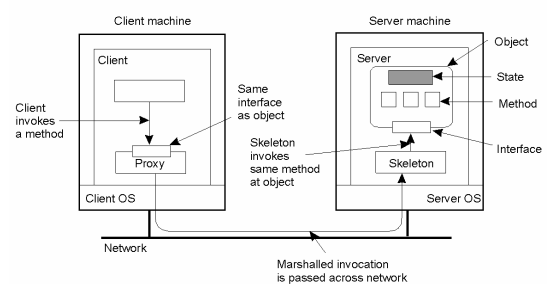 Client machine
Server machine
Object
Client
Server
State
Same
interface
as object
Method
Client
invokes
a method
Skeleton
invokes
same method
at object
Interface
Proxy
Skeleton
Client OS
Server OS
Network
Marshalled invocation
is passed across network